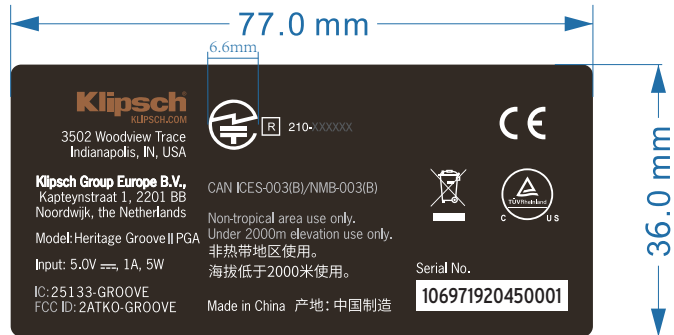 77.0 mm
6.6mm
36.0 mm
Klipsch®
KLIPSCH.COM
3502 Woodview Trace
Indianapolis, IN, USA
Klipsch Group Europe B.V.,
Kapteynstraat 1, 2201 BB
Noordwijk, the Netherlands
Model: Heritage Groove II PGA
Input: 5.0V ⎓, 1A, 5W
IC: 25133-GROOVE
FCC ID: 2ATKO-GROOVE
R 210-XXXXXX
CAN ICES-003(B)/NMB-003(B)
Non-tropical area use only.
Under 2000m elevation use only.
非热带地区使用。
海拔低于2000米使用。
Made in China 产地：中国制造
CE
TÜVRheinland
C US
Serial No.
106971920450001